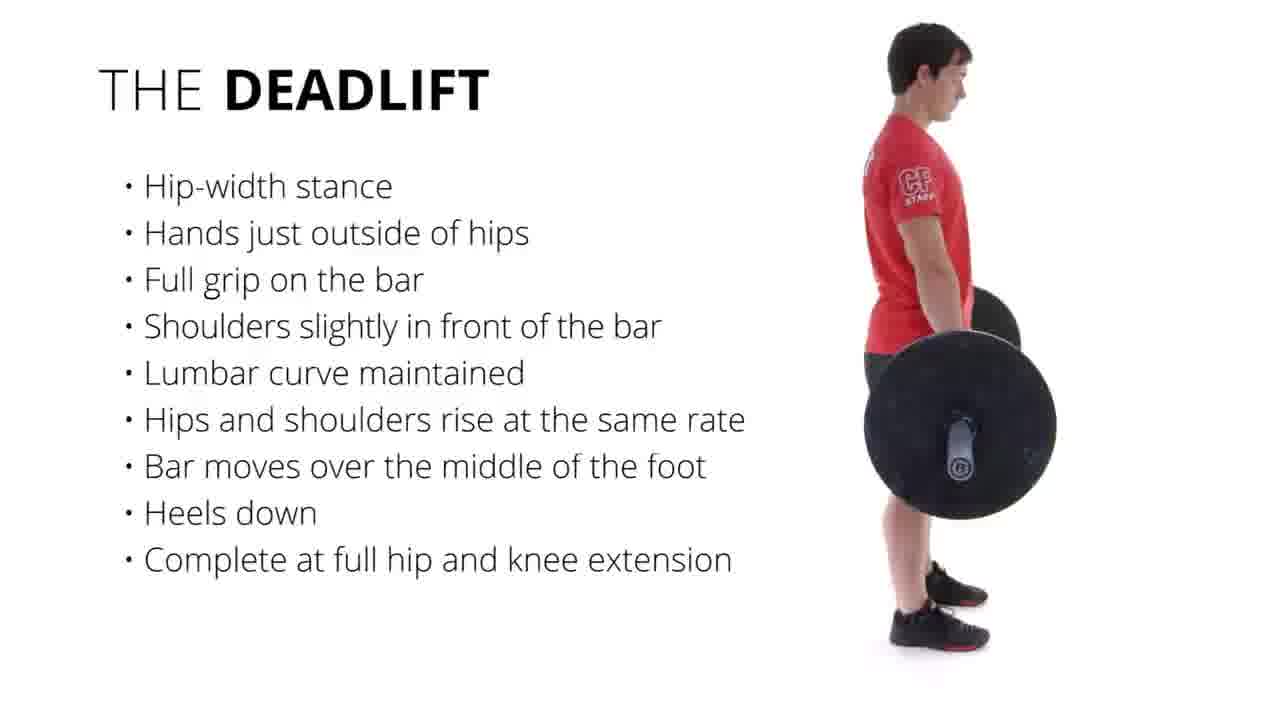 THE DEADLIFT
• Hip-width stance
• Hands just outside of hips
• Full grip on the bar
• Shoulders slightly in front of the bar
• Lumbar curve maintained
• Hips and shoulders rise at the same rate
• Bar moves over the middle of the foot
• Heels down
• Complete at full hip and knee extension
CF
STAFF